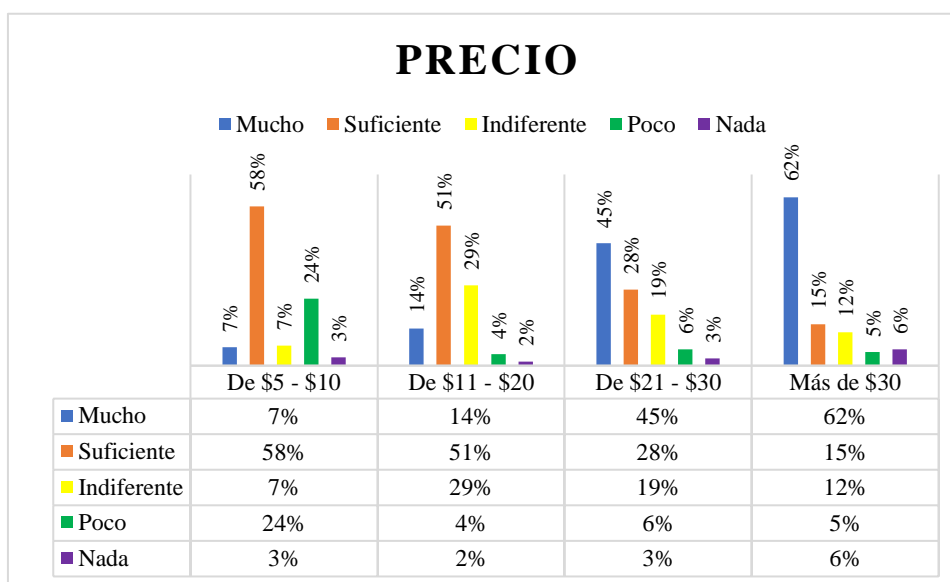 PRECIO
Mucho Suficiente Indiferente Poco Nada
7% 58% 7% 24% 3% 14% 51% 29% 4% 2% 45% 28% 19% 6% 3% 62% 15% 12% 5% 6%
De $5 - $10 De $11 - $20 De $21 - $30 Más de $30
Mucho 7% 14% 45% 62%
Suficiente 58% 51% 28% 15%
Indiferente 7% 29% 19% 12%
Poco 24% 4% 6% 5%
Nada 3% 2% 3% 6%